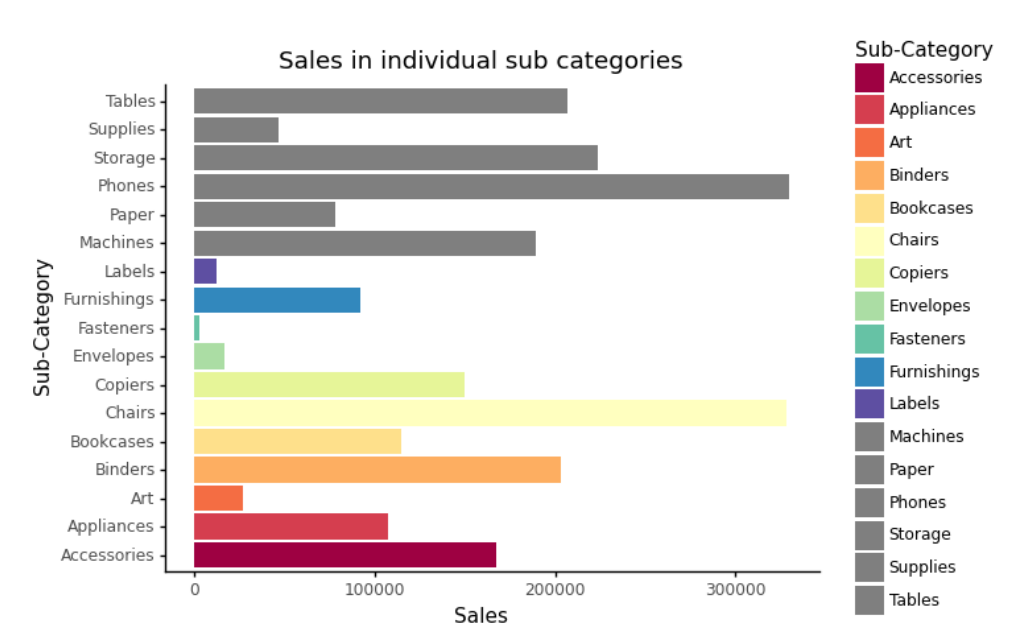 Sales in individual sub categories
Sub-Category
Tables
Supplies
Storage
Phones
Paper
Machines
Labels
Furnishings
Fasteners
Envelopes
Copiers
Chairs
Bookcases
Binders
Art
Appliances
Accessories
0 100000 200000 300000
Sales
Sub-Category
Accessories
Appliances
Art
Binders
Bookcases
Chairs
Copiers
Envelopes
Fasteners
Furnishings
Labels
Machines
Paper
Phones
Storage
Supplies
Tables